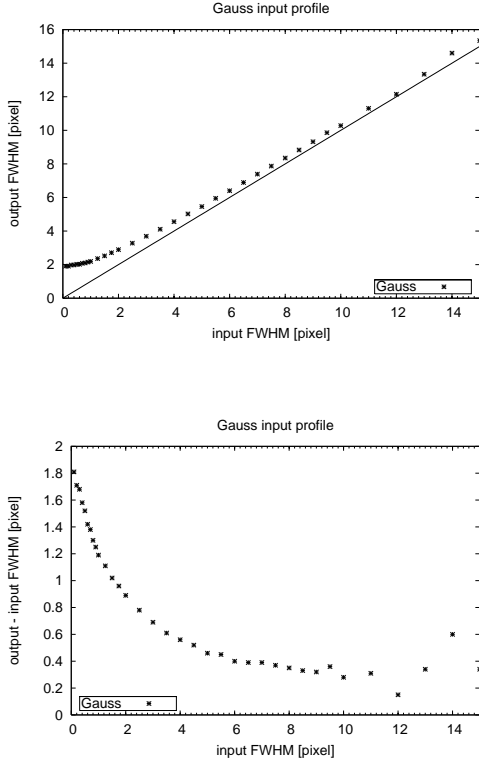 Gauss input profile
16
14
12
10
8
6
4
2
0
output FWHM [pixel]
Gauss
0 2 4 6 8 10 12 14
input FWHM [pixel]
Gauss input profile
2
1.8
1.6
1.4
1.2
1
0.8
0.6
0.4
0.2
0
output - input FWHM [pixel]
Gauss
0 2 4 6 8 10 12 14
input FWHM [pixel]